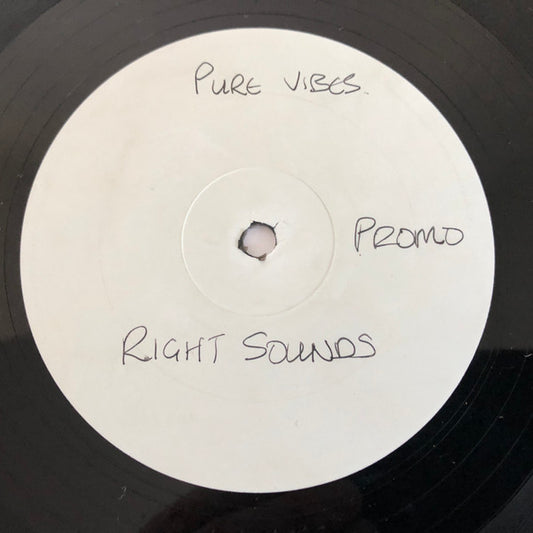 PURE VIBES.
PROMO
RIGHT SOUNDS